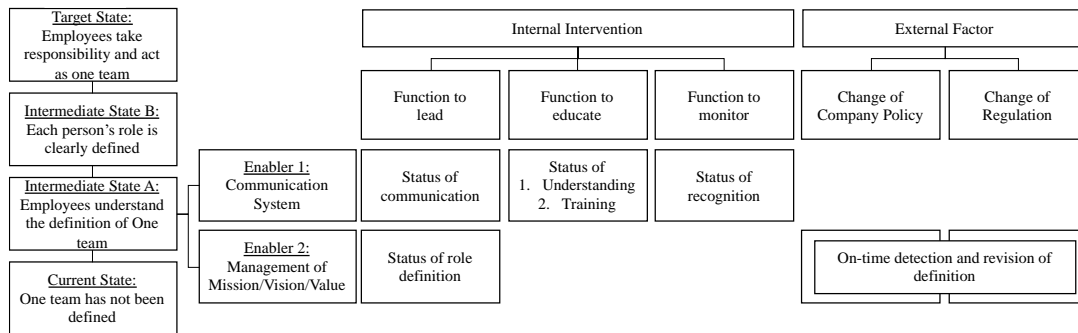 Target State:
Employees take
responsibility and act
as one team
Internal Intervention
External Factor
Intermediate State B:
Each person's role is
clearly defined
Function to
lead
Function to
educate
Function to
monitor
Change of
Company Policy
Change of
Regulation
Intermediate State A:
Employees understand
the definition of One
team
Enabler 1:
Communication
System
Status of
communication
Status of
1. Understanding
2. Training
Status of
recognition
Current State:
One team has not been
defined
Enabler 2:
Management of
Mission/Vision/Value
Status of role
definition
On-time detection and revision of
definition